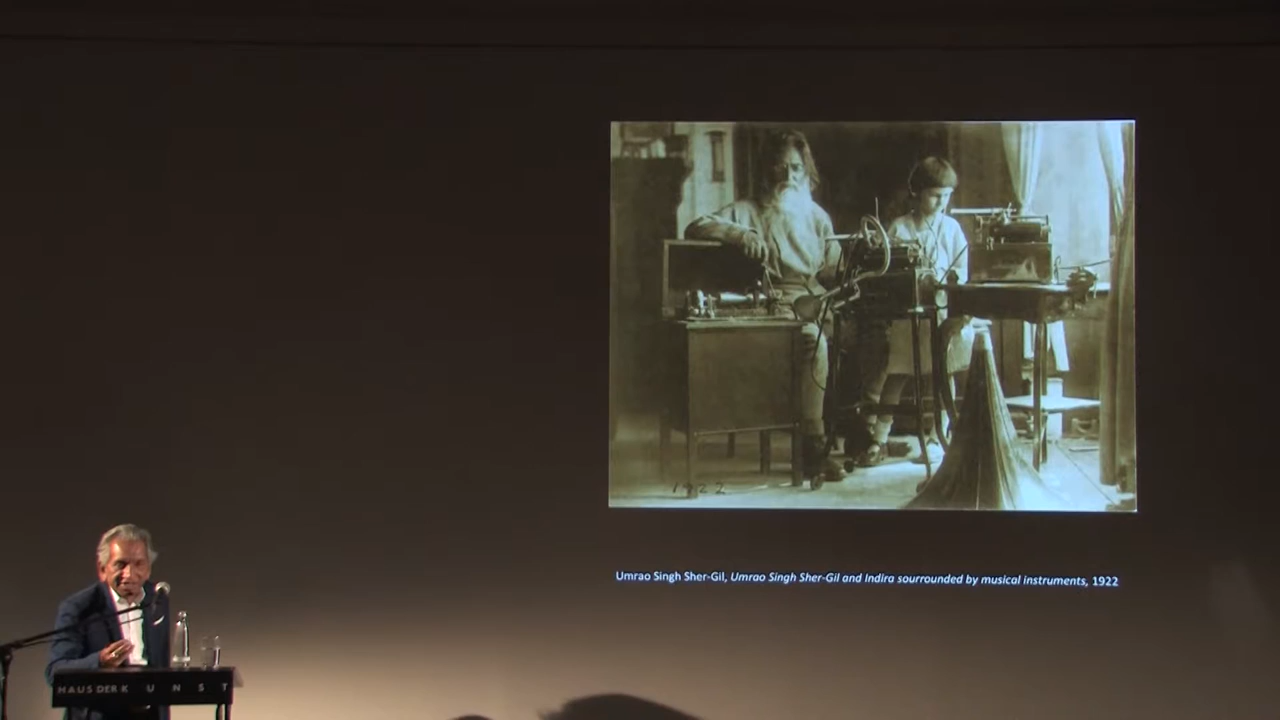 1922
Umrao Singh Sher-Gil, Umrao Singh Sher-Gil and Indira sourrounded by musical instruments, 1922
HAUS DER K U N S T